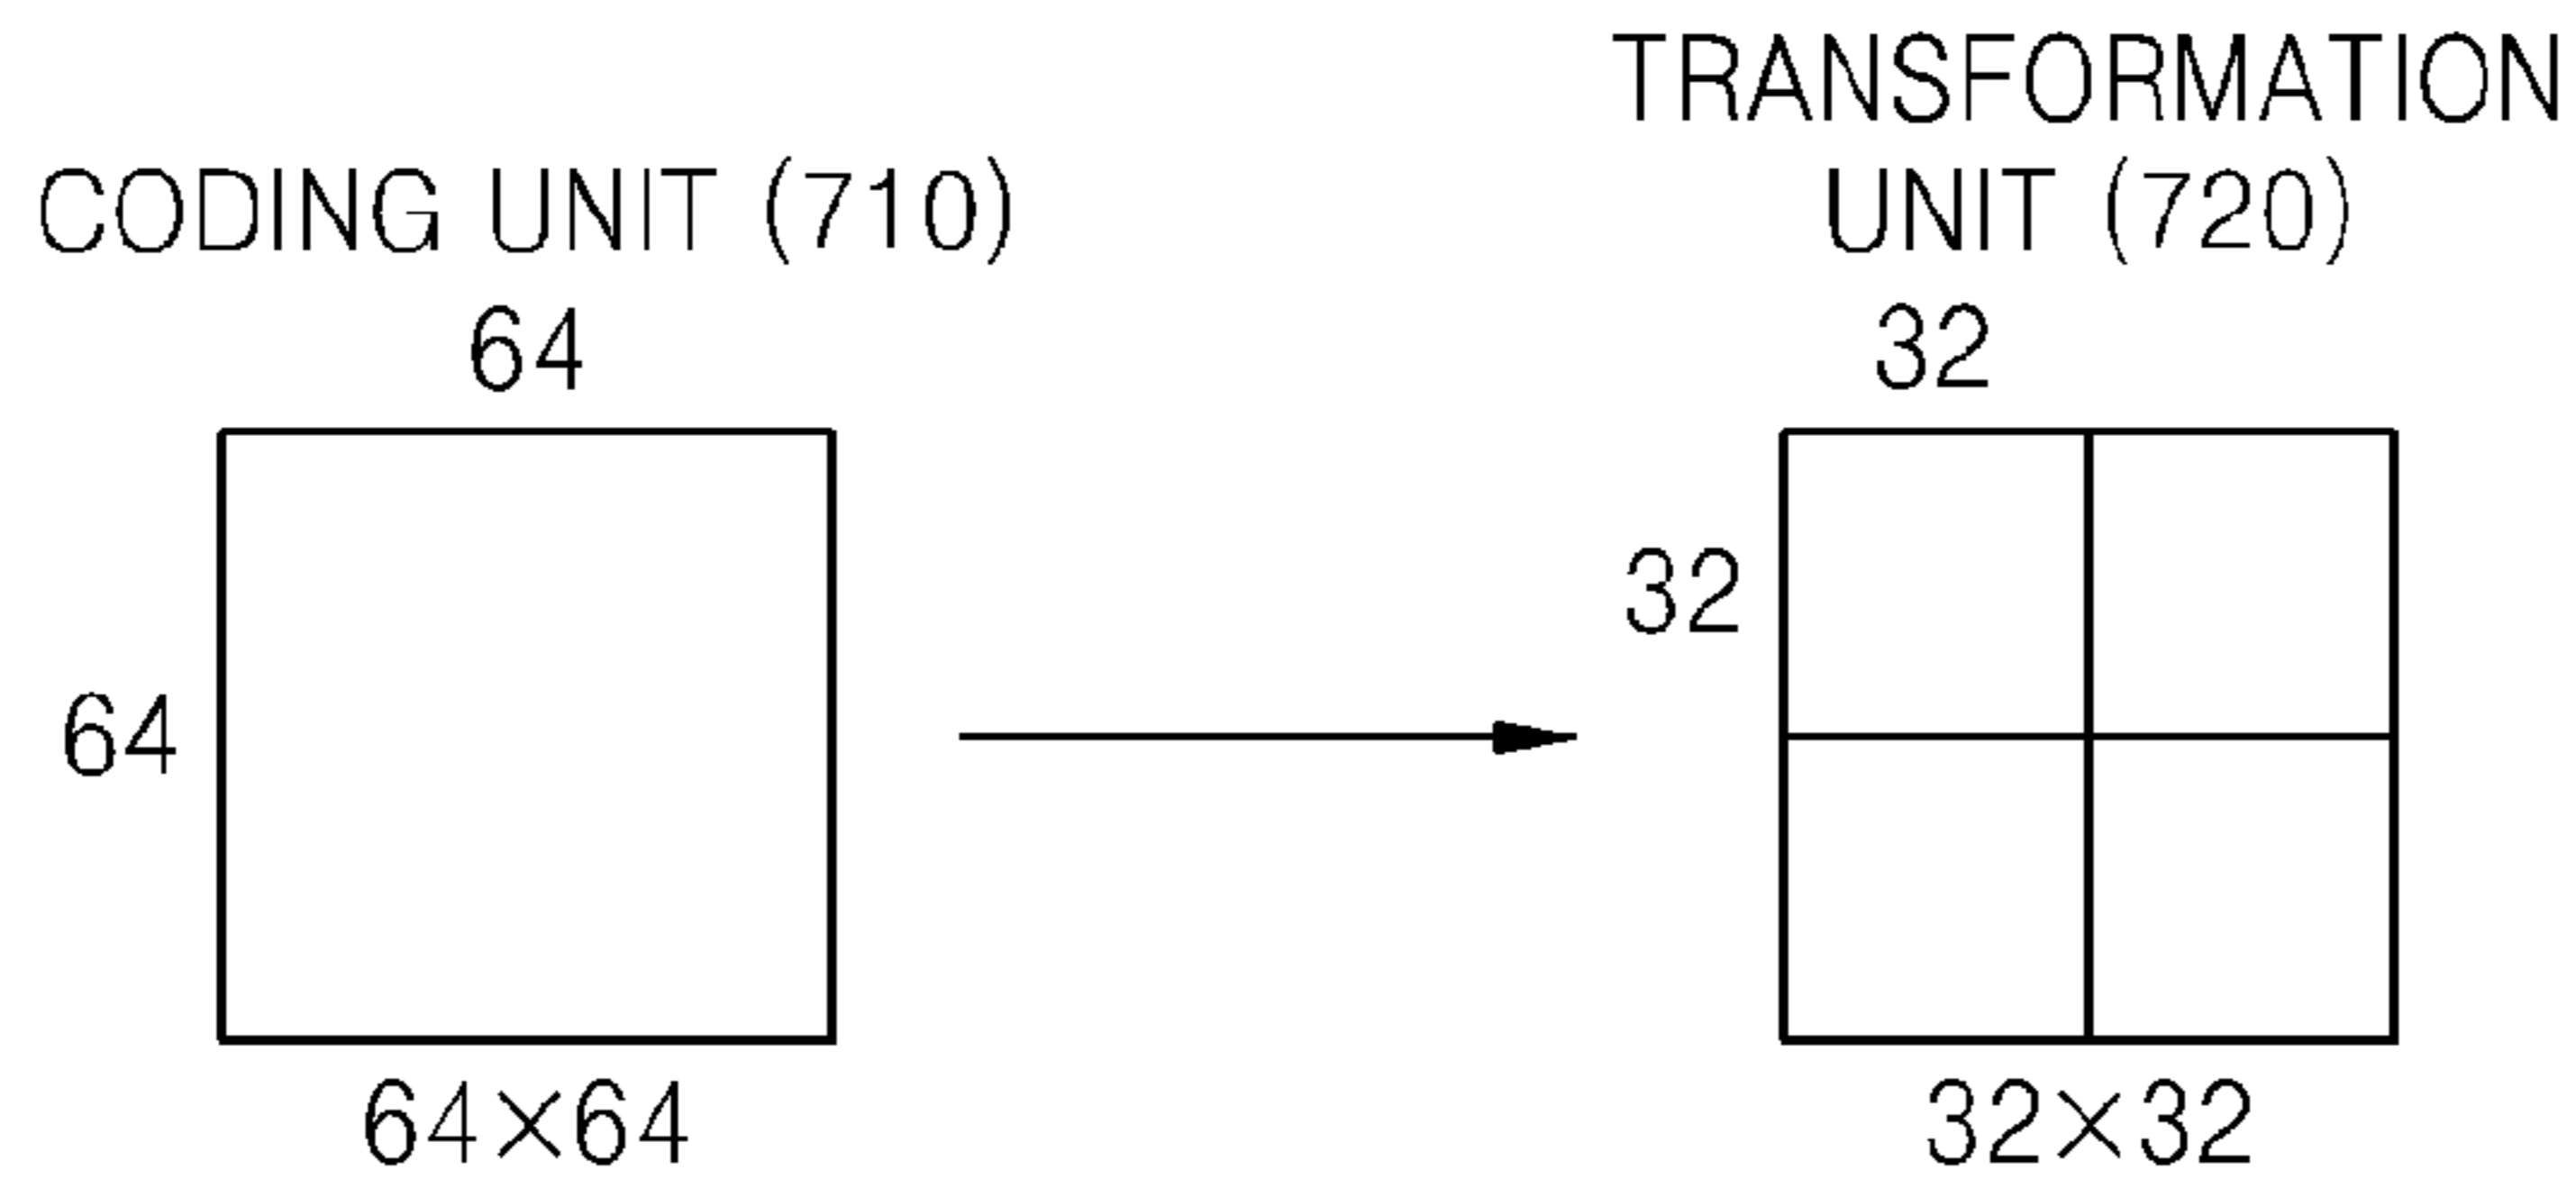 CODING UNIT (710)
64
64
64×64
TRANSFORMATION
UNIT (720)
32
32
32×32